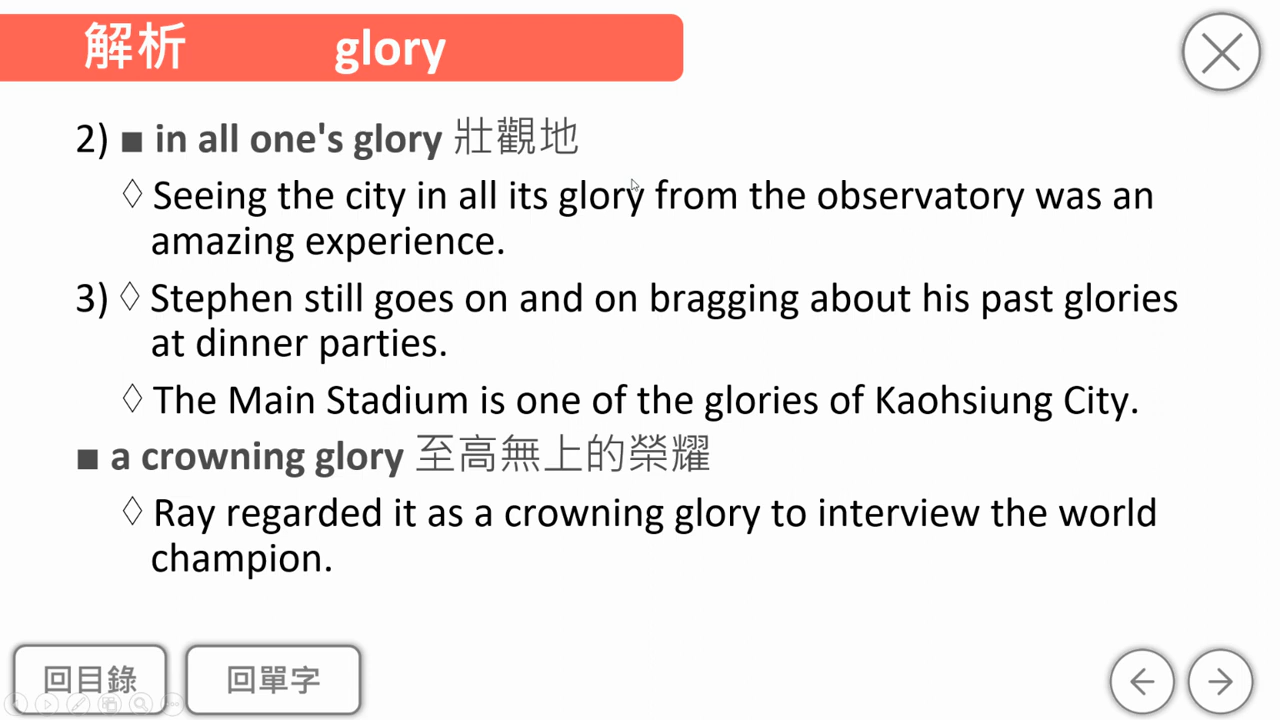 解析 glory
2) ■ in all one's glory 壯觀地
◊ Seeing the city in all its glory from the observatory was an
amazing experience.
3) ◊ Stephen still goes on and on bragging about his past glories
at dinner parties.
◊ The Main Stadium is one of the glories of Kaohsiung City.
■ a crowning glory 至高無上的榮耀
◊ Ray regarded it as a crowning glory to interview the world
champion.
回目錄 回單字